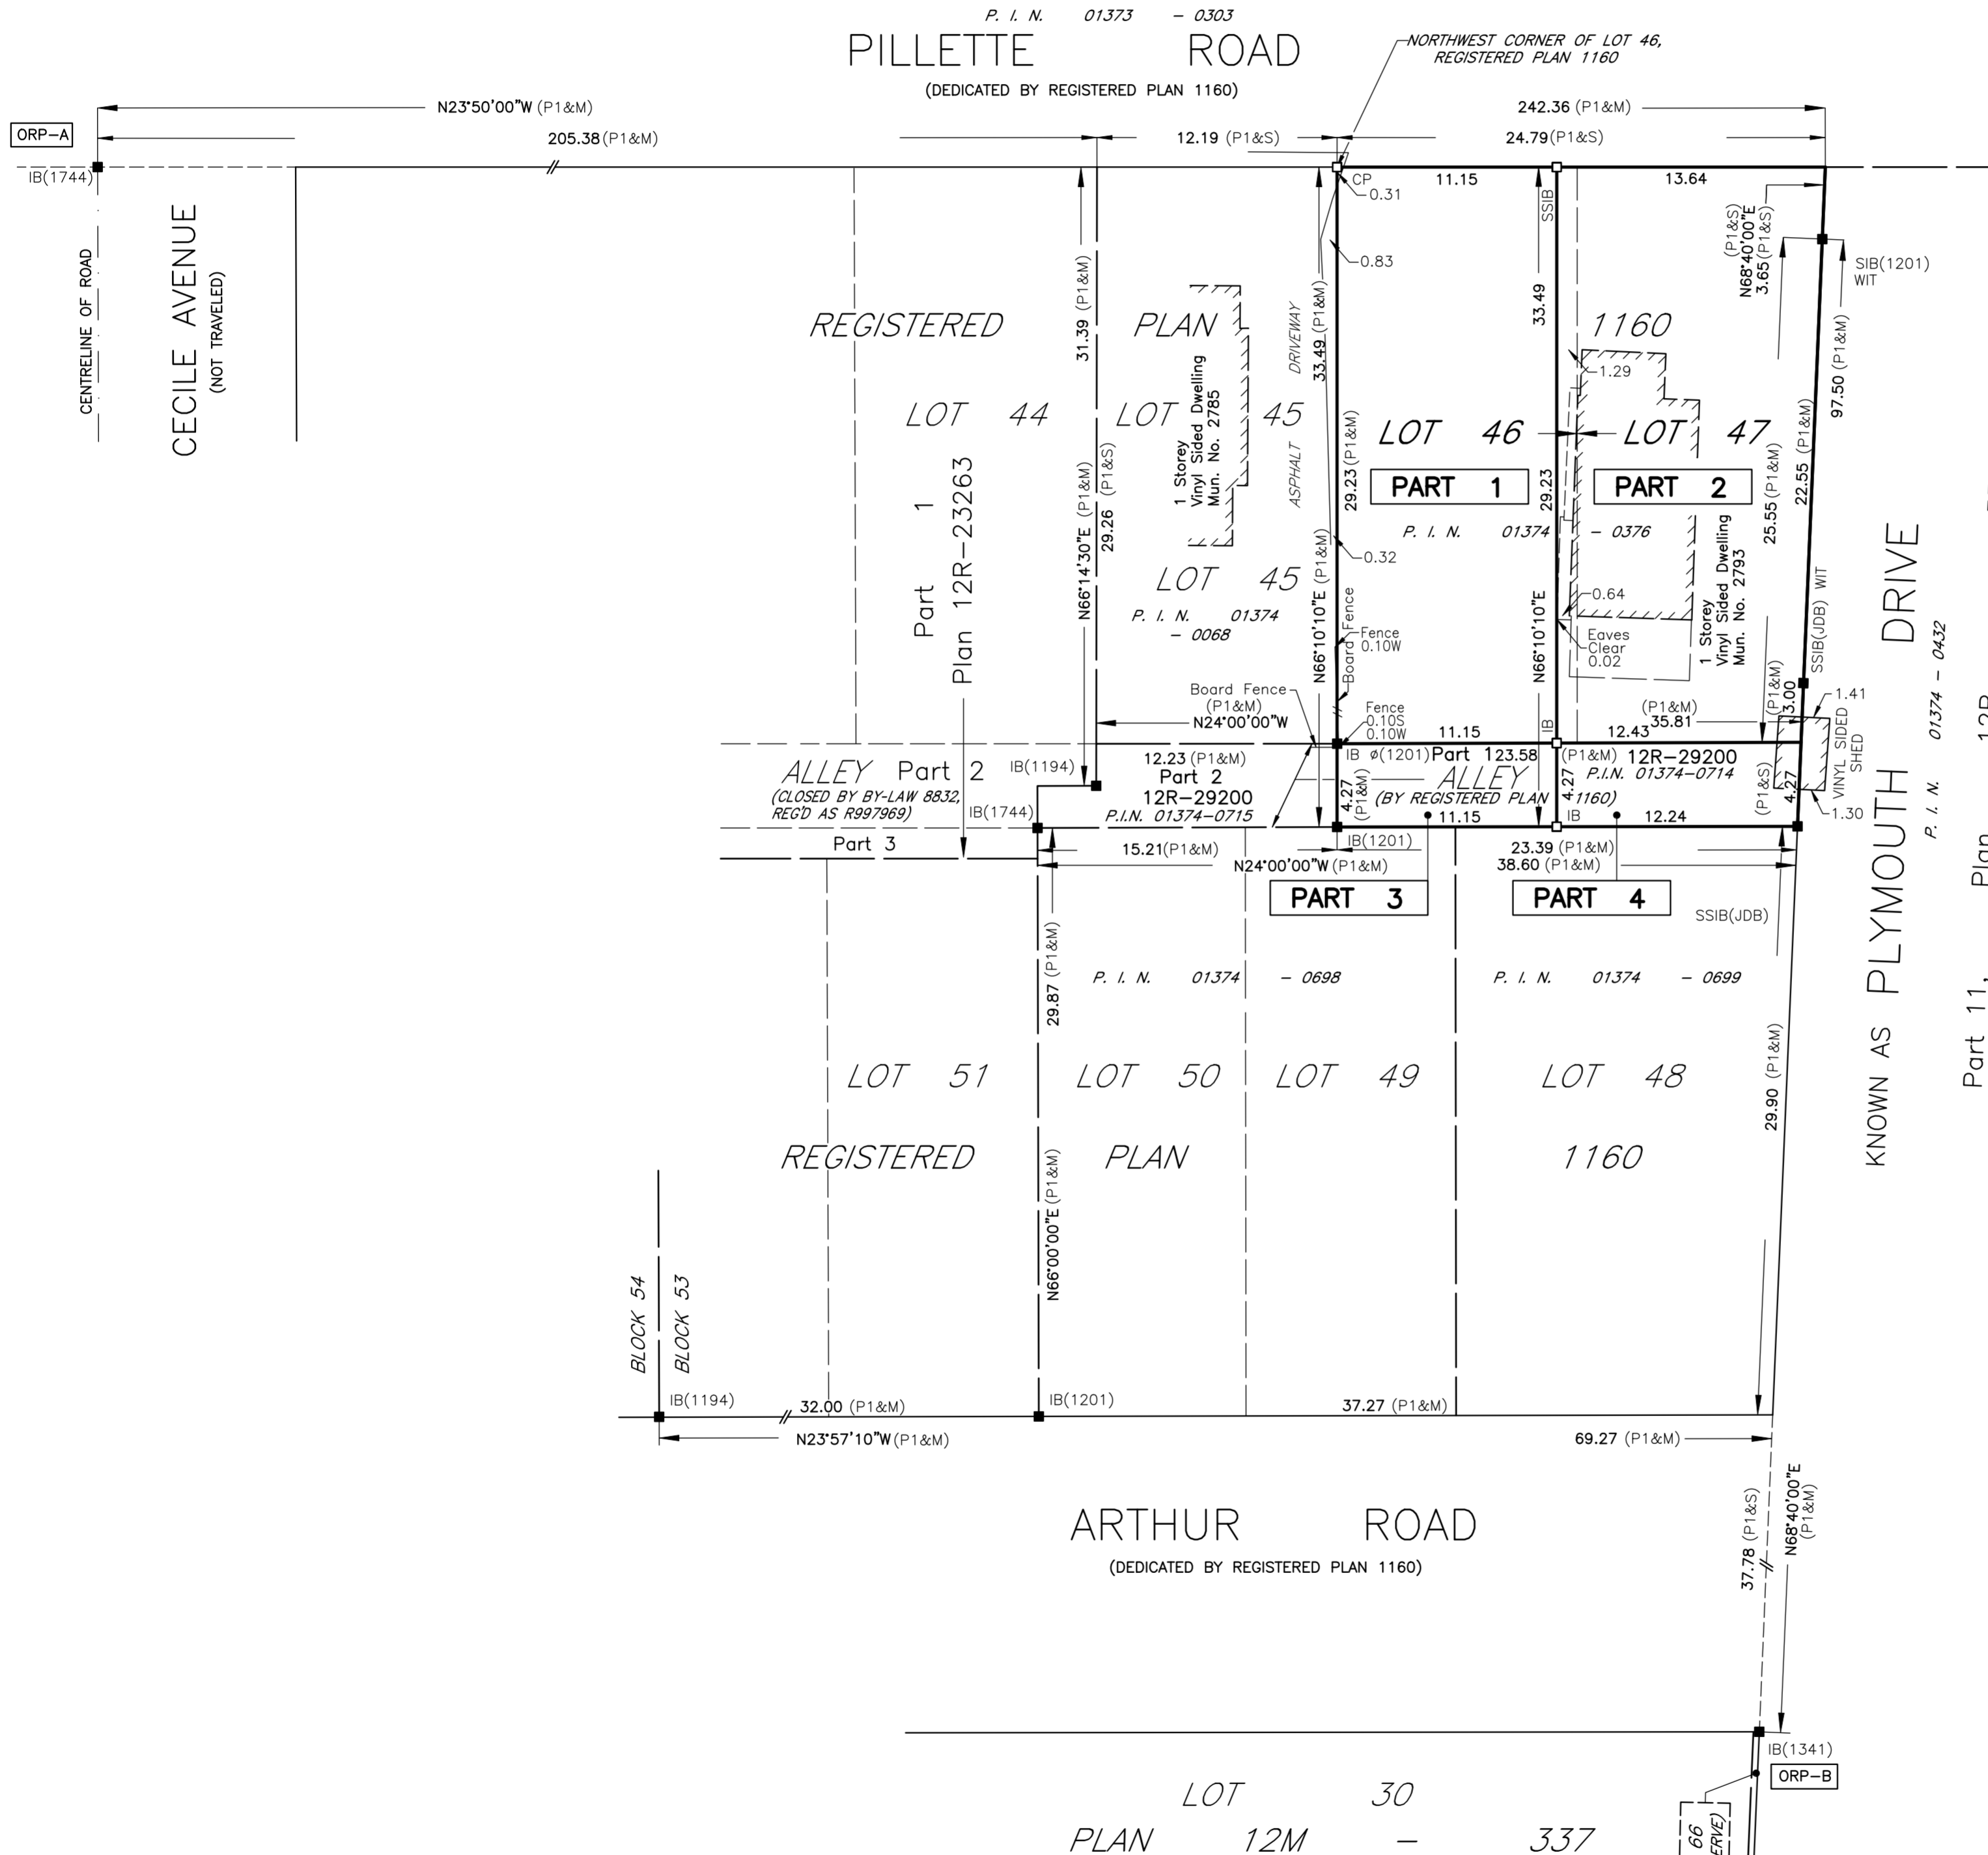 P. I. N. 01373 - 0303
PILLETTE ROAD
(DEDICATED BY REGISTERED PLAN 1160)
NORTHWEST CORNER OF LOT 46,
REGISTERED PLAN 1160
N23°50'00"W (P1&M)
242.36 (P1&M)
ORP-A
205.38 (P1&M)
12.19 (P1&S)
24.79 (P1&S)
IB(1744)
CP
0.31
11.15
SSIB
13.64
N68°40'00"E
(P1&S)
3.65 (P1&S)
SIB(1201)
WIT
CENTRELINE OF ROAD
CECILE AVENUE
(NOT TRAVELED)
31.39 (P1&M)
0.83
33.49 (P1&M)
33.49
97.50 (P1&M)
REGISTERED PLAN 1160
ASPHALT DRIVEWAY
1.29
LOT 44
LOT 45
1 Storey
Vinyl Sided Dwelling
Mun. No. 2785
LOT 46
LOT 47
22.55 (P1&M)
25.55 (P1&M)
PART 1
PART 2
Part 1
Plan 12R-23263
N66°14'30"E (P1&M)
29.26 (P1&S)
29.23 (P1&M)
29.23
P. I. N. 01374 - 0376
0.32
LOT 45
P. I. N. 01374
- 0068
N66°10'10"E (P1&M)
N66°10'10"E
0.64
Eaves
Clear
0.02
1 Storey
Vinyl Sided Dwelling
Mun. No. 2793
SSIB(JDB) WIT
KNOWN AS PLYMOUTH DRIVE
P. I. N. 01374 - 0432
Part 11, Plan 12R
Board Fence
Fence
0.10W
Board Fence
(P1&M)
N24°00'00"W
Fence
0.10S
0.10W
11.15
IB
12.43
(P1&M)
35.81
(P1&M)
3.00
1.41
VINYL SIDED
SHED
1.30
ALLEY Part 2
(CLOSED BY BY-LAW 8832,
REG'D AS R997969)
IB(1194)
IB(1744)
12.23 (P1&M)
Part 2
12R-29200
P.I.N. 01374-0715
IB ø(1201)
Part 1
23.58 (P1&M)
12R-29200
P.I.N. 01374-0714
4.27
(P1&M)
ALLEY
(BY REGISTERED PLAN 1160)
4.27
(P1&S)
4.27
11.15
IB
12.24
Part 3
15.21 (P1&M)
IB(1201)
23.39 (P1&M)
N24°00'00"W (P1&M)
38.60 (P1&M)
PART 3
PART 4
SSIB(JDB)
29.87 (P1&M)
P. I. N. 01374 - 0698
P. I. N. 01374 - 0699
29.90 (P1&M)
LOT 51
LOT 50
LOT 49
LOT 48
REGISTERED PLAN 1160
N66°00'00"E (P1&M)
BLOCK 54
BLOCK 53
IB(1194)
32.00 (P1&M)
IB(1201)
37.27 (P1&M)
N23°57'10"W (P1&M)
69.27 (P1&M)
ARTHUR ROAD
(DEDICATED BY REGISTERED PLAN 1160)
37.78 (P1&S)
N68°40'00"E
(P1&M)
IB(1341)
ORP-B
LOT 30
PLAN 12M - 337
66
ERVE)